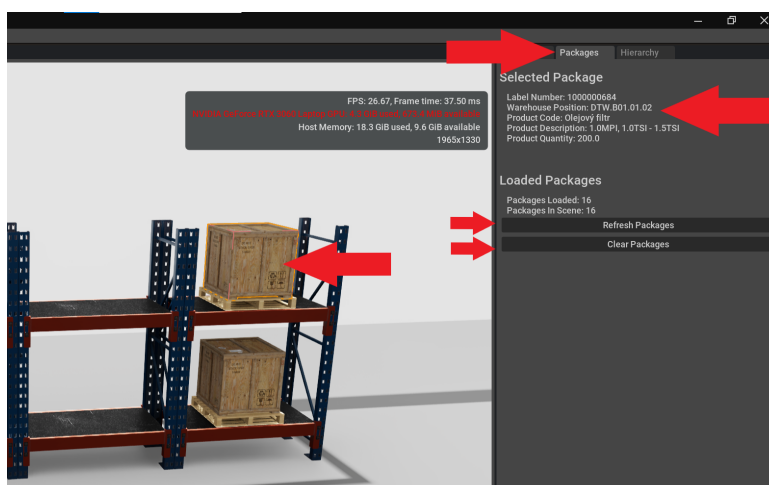 Packages
Hierarchy
Selected Package
Label Number: 1000000684
Warehouse Position: DTW.B01.01.02
Product Code: Olejový filtr
Product Description: 1.0MPI, 1.0TSI - 1.5TSI
Product Quantity: 200.0
FPS: 26.67, Frame time: 37.50 ms
Host Memory: 18.3 GiB used, 9.6 GiB available
1965x1330
Loaded Packages
Packages Loaded: 16
Packages In Scene: 16
Refresh Packages
Clear Packages